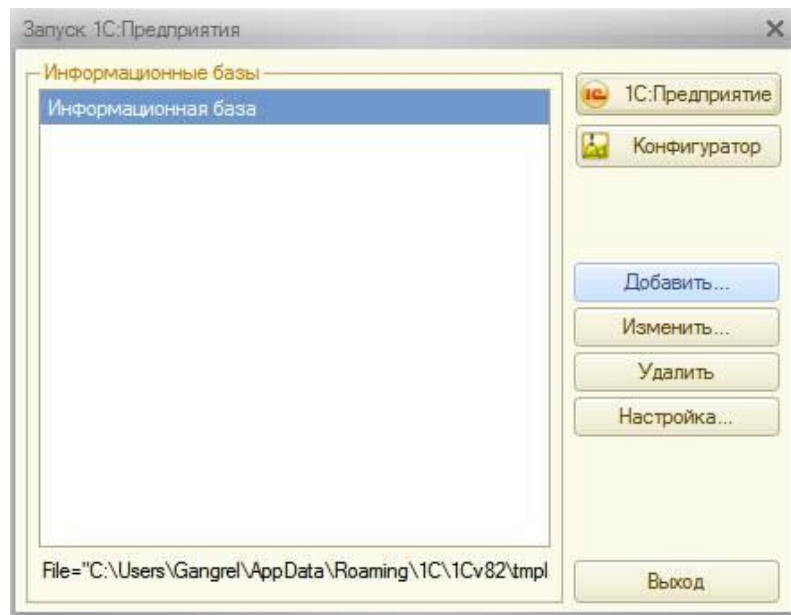 Запуск 1С:Предприятия
Информационные базы
Информационная база
1С:Предприятие
Конфигуратор
Добавить...
Изменить...
Удалить
Настройка...
File="C:\Users\Gangrel\AppData\Roaming\1C\1Cv82\tmpl
Выход